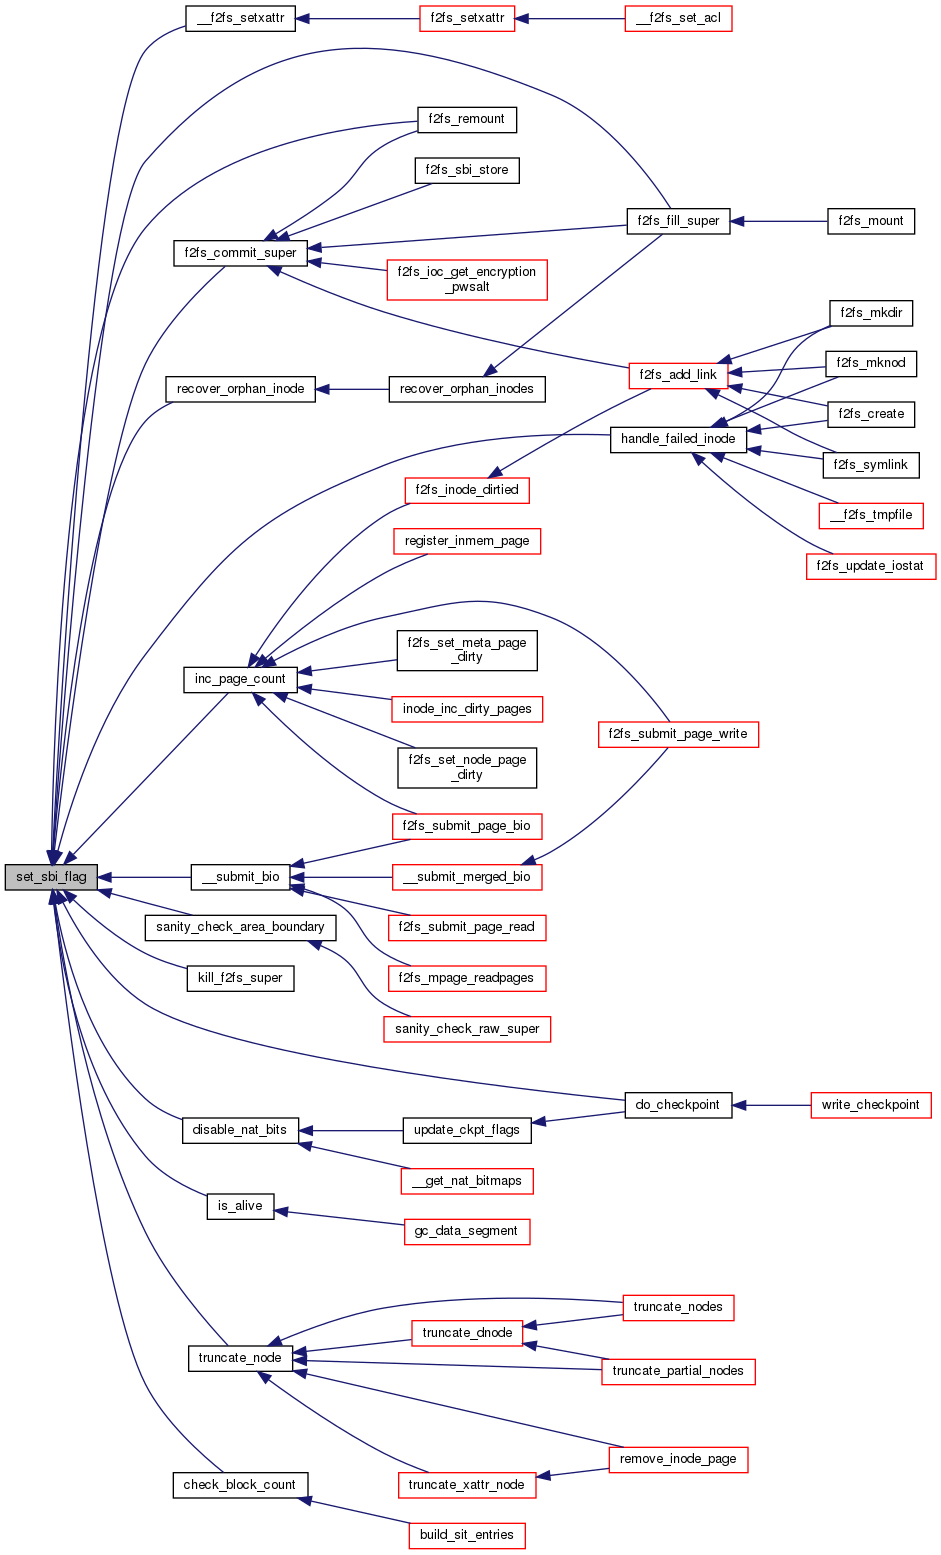 __f2fs_setxattr
f2fs_setxattr
__f2fs_set_acl
f2fs_remount
f2fs_sbi_store
f2fs_fill_super
f2fs_mount
f2fs_commit_super
f2fs_ioc_get_encryption
_pwsalt
f2fs_mkdir
f2fs_mknod
recover_orphan_inode
recover_orphan_inodes
f2fs_add_link
f2fs_create
handle_failed_inode
f2fs_symlink
f2fs_inode_dirtied
__f2fs_tmpfile
register_inmem_page
f2fs_update_iostat
f2fs_set_meta_page
_dirty
inc_page_count
inode_inc_dirty_pages
f2fs_submit_page_write
f2fs_set_node_page
_dirty
f2fs_submit_page_bio
set_sbi_flag
__submit_bio
__submit_merged_bio
sanity_check_area_boundary
f2fs_submit_page_read
kill_f2fs_super
f2fs_mpage_readpages
sanity_check_raw_super
do_checkpoint
write_checkpoint
disable_nat_bits
update_ckpt_flags
__get_nat_bitmaps
is_alive
gc_data_segment
truncate_nodes
truncate_dnode
truncate_node
truncate_partial_nodes
remove_inode_page
check_block_count
truncate_xattr_node
build_sit_entries